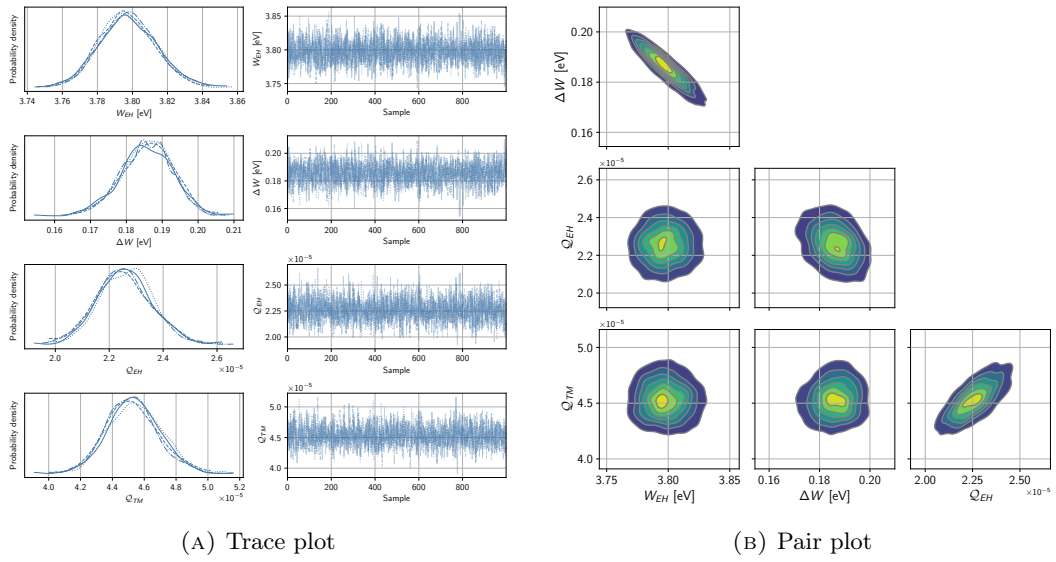 Probability density
3.74 3.76 3.78 3.80 3.82 3.84 3.86
W_EH [eV]
W_EH [eV]
3.85
3.80
3.75
0 200 400 600 800
Sample
Probability density
0.16 0.17 0.18 0.19 0.20 0.21
ΔW [eV]
ΔW [eV]
0.20
0.18
0.16
0 200 400 600 800
Sample
Probability density
2.0 2.2 2.4 2.6
×10⁻⁵
Q_EH
×10⁻⁵
Q_EH
2.50
2.25
2.00
0 200 400 600 800
Sample
Probability density
4.0 4.2 4.4 4.6 4.8 5.0 5.2
×10⁻⁵
Q_TM
×10⁻⁵
Q_TM
5.0
4.5
4.0
0 200 400 600 800
Sample
(A) Trace plot
ΔW [eV]
0.20
0.18
0.16
×10⁻⁵
Q_EH
2.6
2.4
2.2
2.0
×10⁻⁵
Q_TM
5.0
4.5
4.0
3.75 3.80 3.85
W_EH [eV]
0.16 0.18 0.20
ΔW [eV]
2.00 2.25 2.50
×10⁻⁵
Q_EH
(B) Pair plot